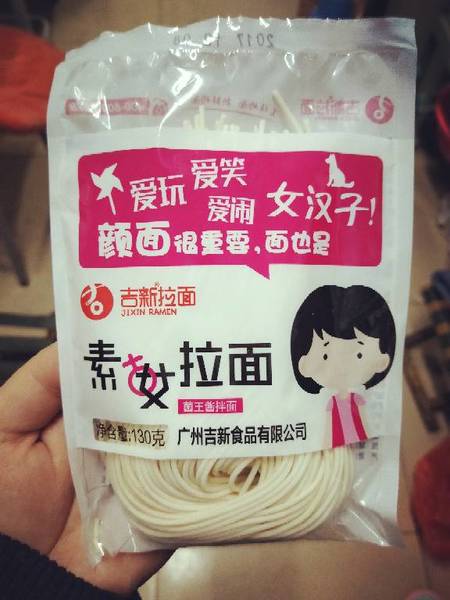 2017
爱玩 爱笑 爱闹 女汉子!
颜面很重要,面也是
吉新拉面
JIXIN RAMEN
素女拉面
菌王酱拌面
净含量:130克
广州吉新食品有限公司